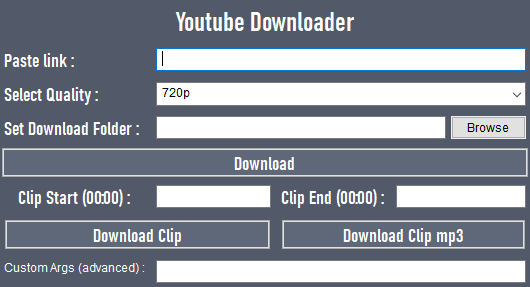 Youtube Downloader
Paste link :
Select Quality : 720p
Set Download Folder : Browse
Download
Clip Start (00:00) : Clip End (00:00) :
Download Clip Download Clip mp3
Custom Args (advanced) :